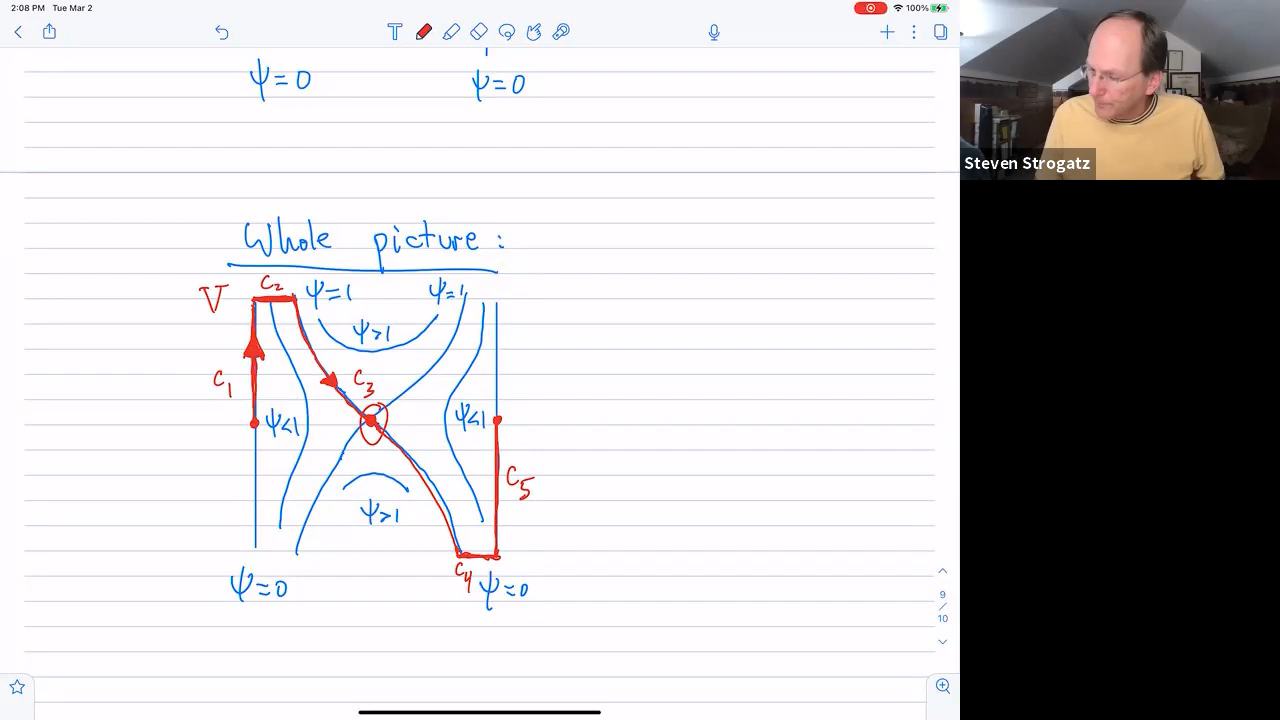 2:08 PM Tue Mar 2
100%
T
ψ = 0 ψ = 0
Steven Strogatz
Whole picture :
V C2 ψ = 1 ψ = 1
ψ > 1
C1 C3
ψ < 1 ψ < 1
C5
ψ > 1
C4
ψ = 0 ψ = 0
9
/
10